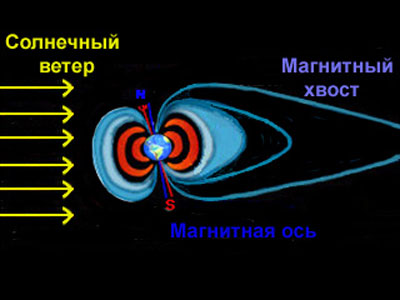 Солнечный
ветер
Магнитный
хвост
N
S
Магнитная ось